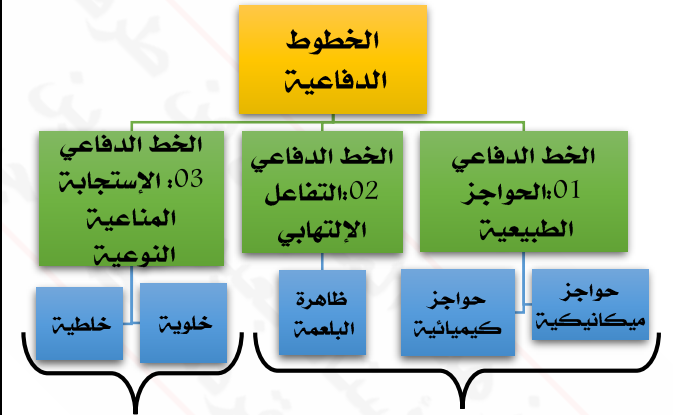 الخطوط
الدفاعية
الخط الدفاعي
01:الحواجز
الطبيعية
الخط الدفاعي
02:التفاعل
الإلتهابي
الخط الدفاعي
03: الإستجابة
المناعية
النوعية
حواجز
ميكانيكية
حواجز
كيميائية
ظاهرة
البلعمة
خلوية
خلطية